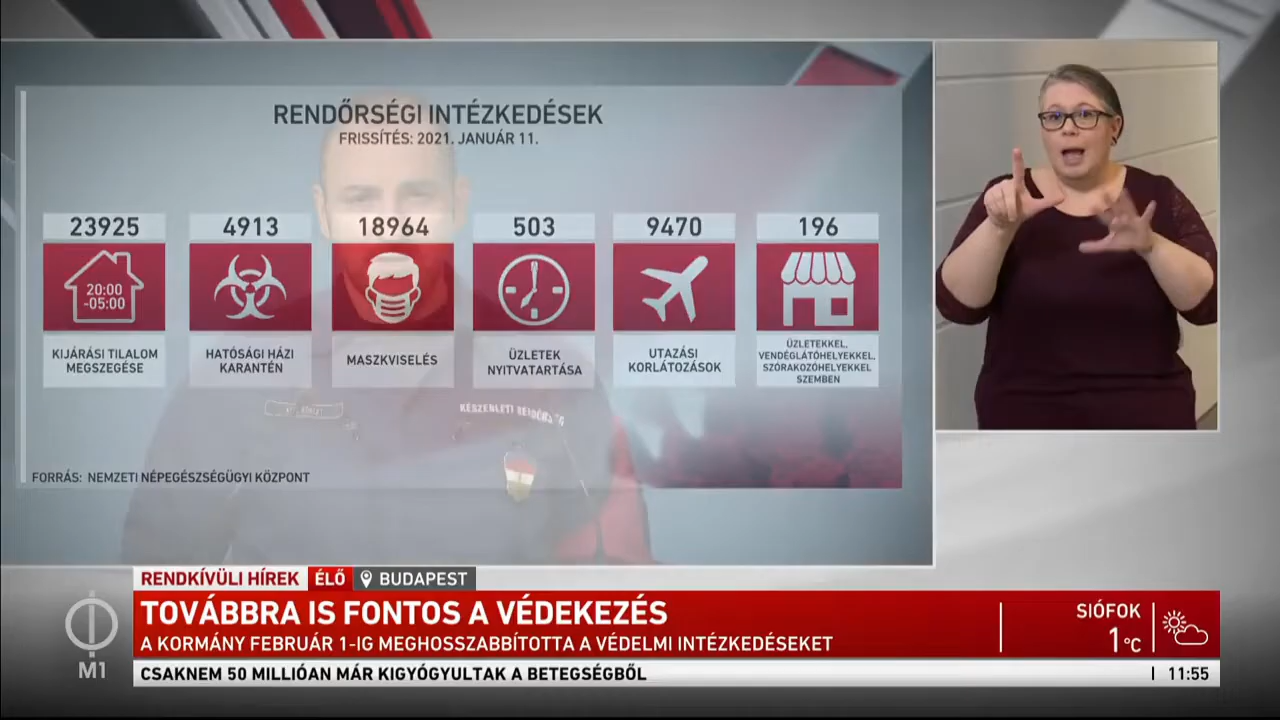 RENDŐRSÉGI INTÉZKEDÉSEK
FRISSÍTÉS: 2021. JANUÁR 11.
23925
4913
18964
503
9470
196
20:00
-05:00
KIJÁRÁSI TILALOM
MEGSZEGÉSE
HATÓSÁGI HÁZI
KARANTÉN
MASZKVISELÉS
ÜZLETEK
NYITVATARTÁSA
UTAZÁSI
KORLÁTOZÁSOK
ÜZLETEKKEL,
VENDÉGLÁTÓHELYEKKEL,
SZÓRAKOZÓHELYEKKEL
SZEMBEN
KÉSZENLÉTI RENDŐRSÉG
FORRÁS: NEMZETI NÉPEGÉSZSÉGÜGYI KÖZPONT
RENDKÍVÜLI HÍREK ÉLŐ BUDAPEST
TOVÁBBRA IS FONTOS A VÉDEKEZÉS
A KORMÁNY FEBRUÁR 1-IG MEGHOSSZABBÍTOTTA A VÉDELMI INTÉZKEDÉSEKET
SIÓFOK
1°C
M1
CSAKNEM 50 MILLIÓAN MÁR KIGYÓGYULTAK A BETEGSÉGBŐL
11:55